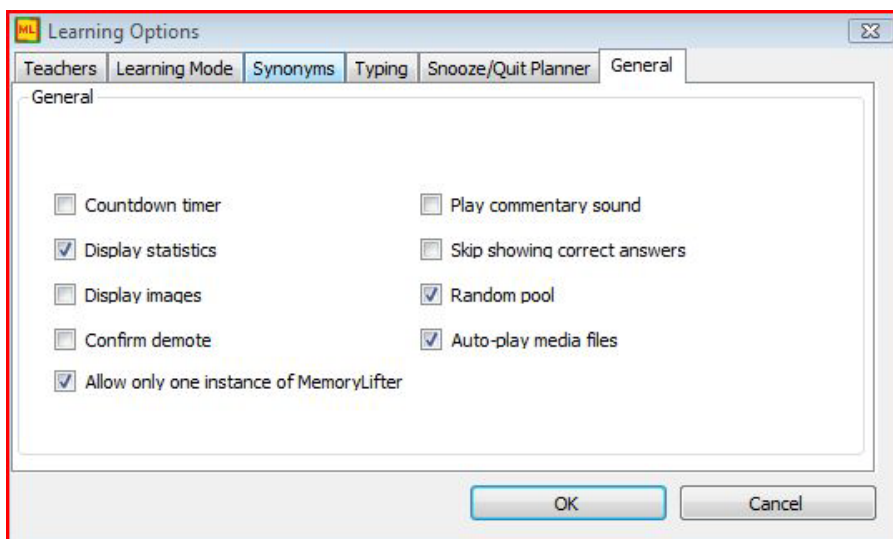 ML Learning Options
Teachers Learning Mode Synonyms Typing Snooze/Quit Planner General
General
Countdown timer Play commentary sound
Display statistics Skip showing correct answers
Display images Random pool
Confirm demote Auto-play media files
Allow only one instance of MemoryLifter
OK Cancel